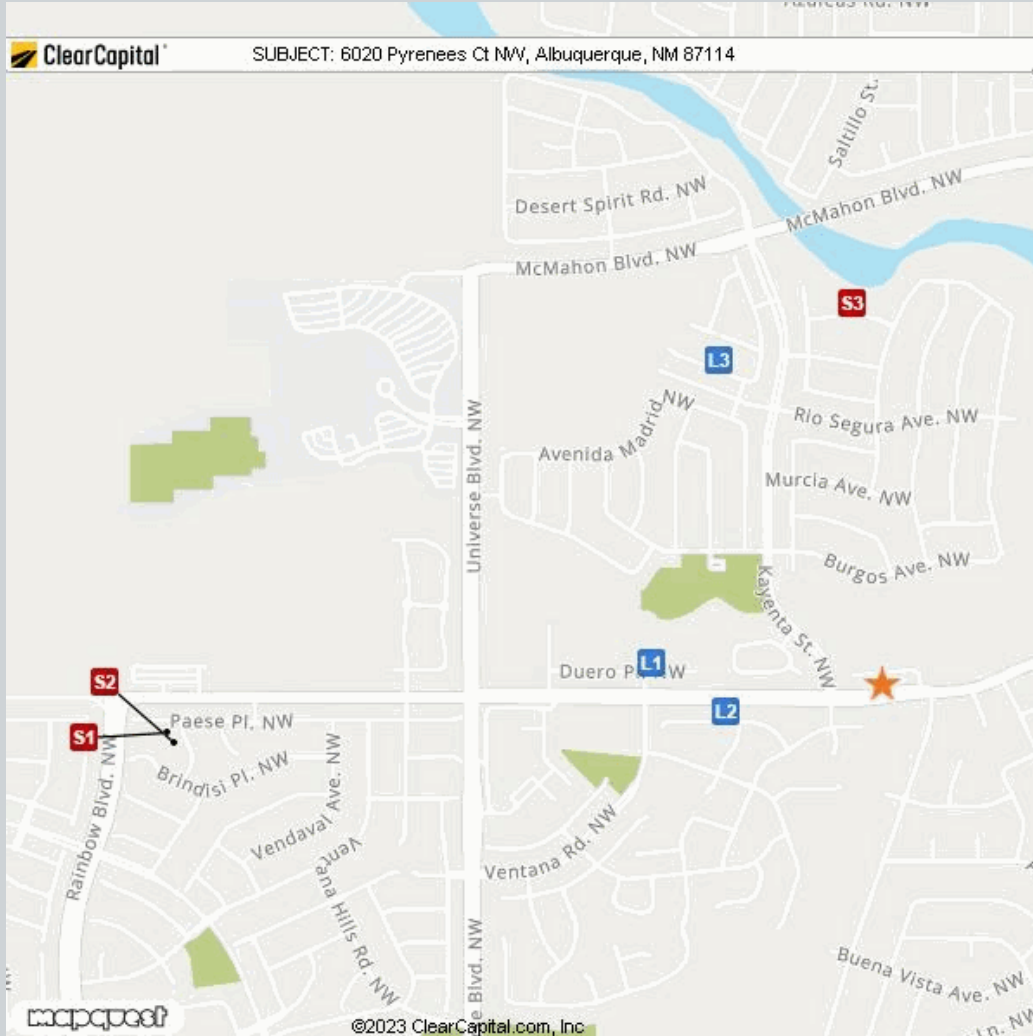 ClearCapital
SUBJECT: 6020 Pyrenees Ct NW, Albuquerque, NM 87114
Saltillo St.
Desert Spirit Rd. NW
McMahon Blvd. NW
McMahon Blvd. NW
S3
L3
NW
Rio Segura Ave. NW
Universe Blvd. NW
Avenida Madrid
Murcia Ave. NW
Burgos Ave. NW
Kayenta St. NW
L1
Duero Pl. NW
S2
L2
Paese Pl. NW
S1
Brindisi Pl. NW
Rainbow Blvd. NW
Vendaval Ave. NW
Ventana Rd. NW
Ventana Hills Rd. NW
e Blvd. NW
Buena Vista Ave. NW
Ln. NW
mapquest
©2023 ClearCapital.com, Inc